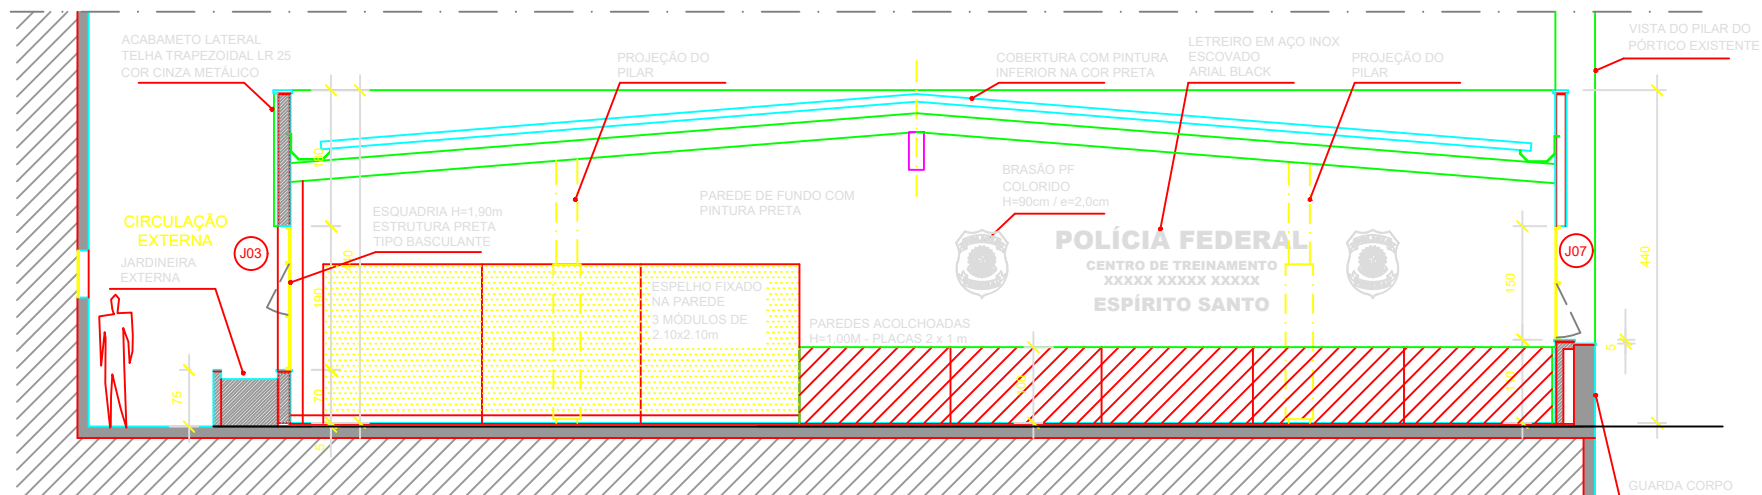 ACABAMETO LATERAL
TELHA TRAPEZOIDAL LR 25
COR CINZA METÁLICO
PROJEÇÃO DO
PILAR
COBERTURA COM PINTURA
INFERIOR NA COR PRETA
LETREIRO EM AÇO INOX
ESCOVADO
ARIAL BLACK
PROJEÇÃO DO
PILAR
VISTA DO PILAR DO
PÓRTICO EXISTENTE
CIRCULAÇÃO
EXTERNA
J03
JARDINEIRA
EXTERNA
ESQUADRIA H=1,90m
ESTRUTURA PRETA
TIPO BASCULANTE
PAREDE DE FUNDO COM
PINTURA PRETA
BRASÃO PF
COLORIDO
H=90cm / e=2,0cm
POLÍCIA FEDERAL
CENTRO DE TREINAMENTO
XXXXX XXXXX XXXXX
ESPÍRITO SANTO
J07
ESPELHO FIXADO
NA PAREDE
3 MÓDULOS DE
2.10x2.10m
PAREDES ACOLCHOADAS
H=1.00M - PLACAS 2 x 1 m
190
70
75
150
5
440
GUARDA CORPO